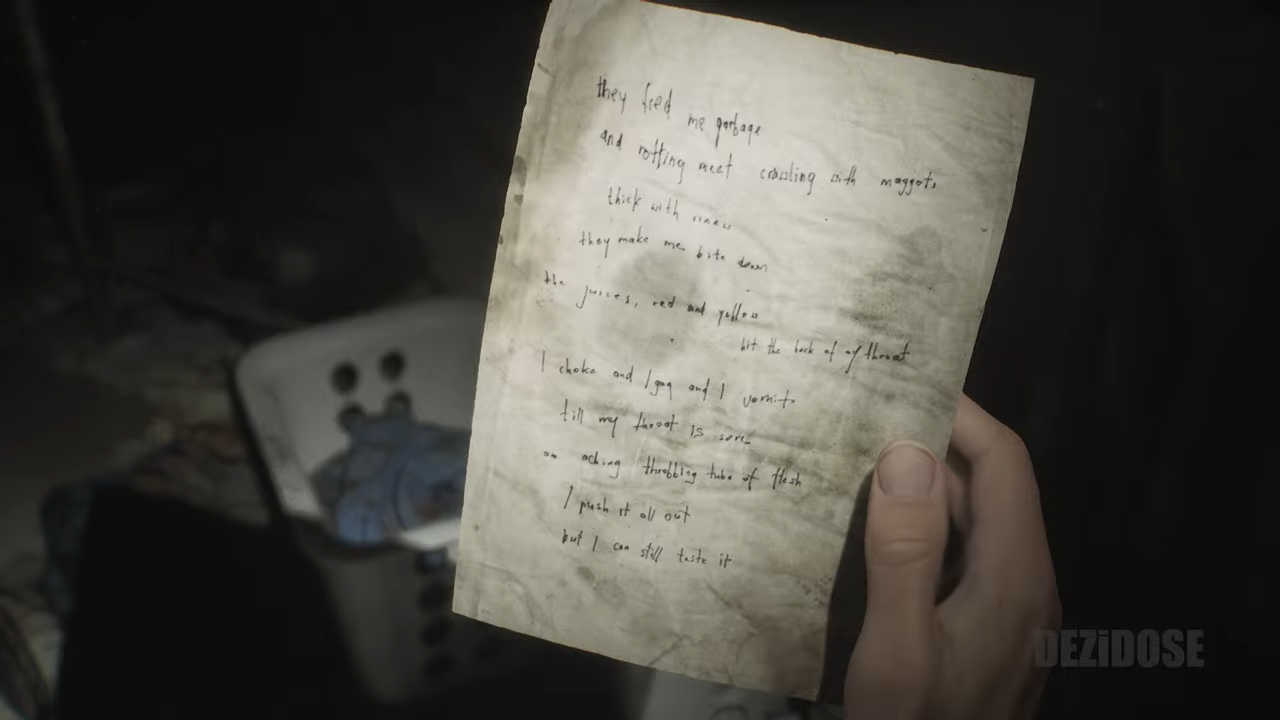 they feed me garbage
and rotting meat crawling with maggots
thick with sinew
they make me bite down
the juices, red and yellow
hit the back of my throat
I choke and I gag and I vomit
till my throat is sore
an aching throbbing tube of flesh
I push it all out
but I can still taste it
DEZiDOSE